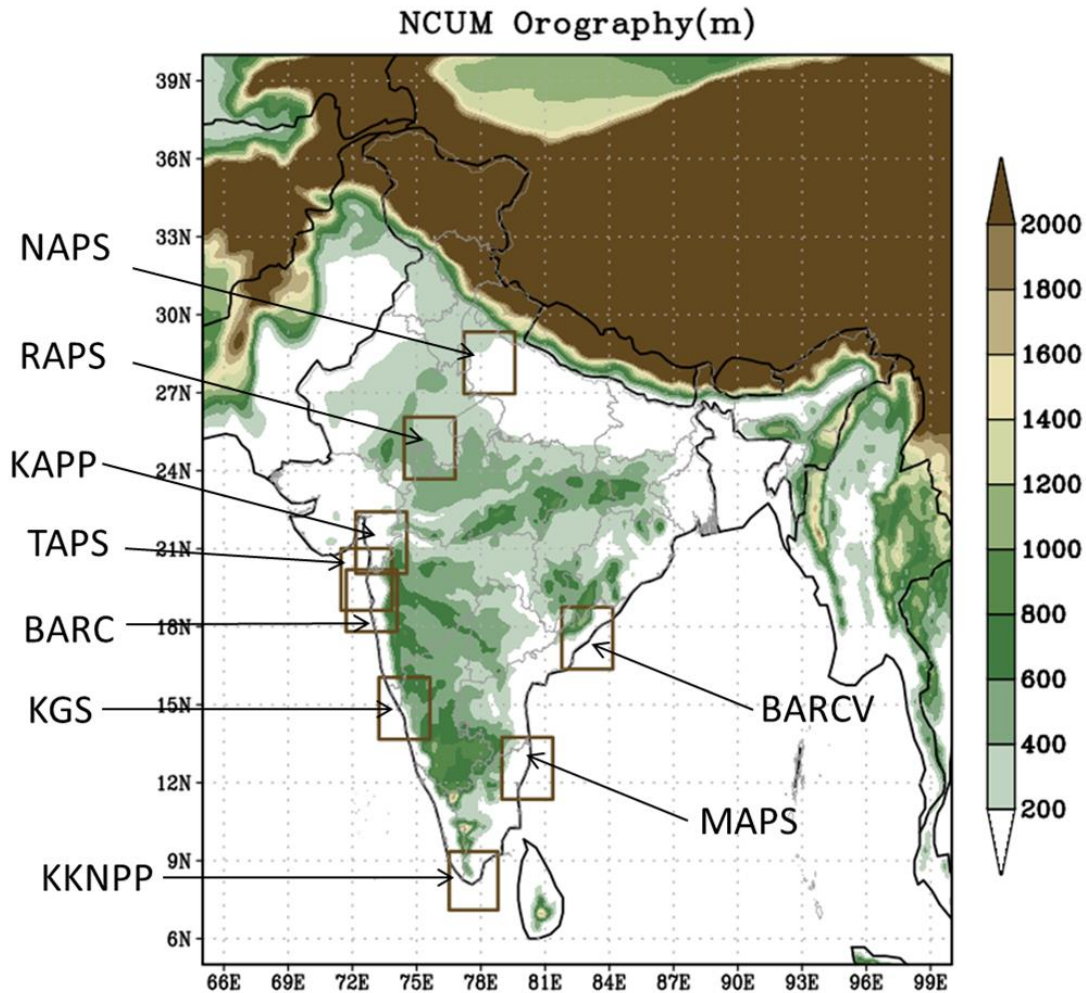 NCUM Orography(m)
39N
36N
33N
30N
27N
24N
21N
18N
15N
12N
9N
6N
66E 69E 72E 75E 78E 81E 84E 87E 90E 93E 96E 99E
NAPS
RAPS
KAPP
TAPS
BARC
KGS
KKNPP
BARCV
MAPS
2000
1800
1600
1400
1200
1000
800
600
400
200